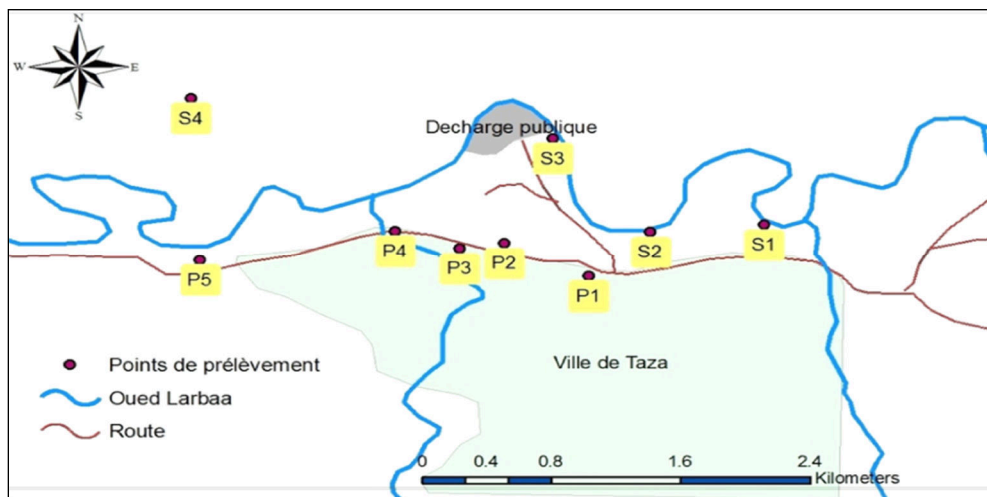 N
W E
S
S4
Decharge publique
S3
S2
S1
P4
P3
P2
P1
P5
Ville de Taza
Points de prélèvement
Oued Larbaa
Route
0 0.4 0.8 1.6 2.4
Kilometers